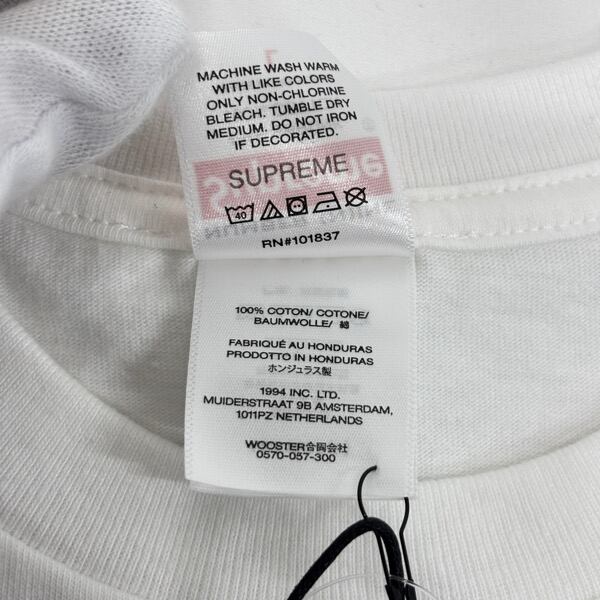 MACHINE WASH WARM
WITH LIKE COLORS
ONLY NON-CHLORINE
BLEACH. TUMBLE DRY
MEDIUM. DO NOT IRON
IF DECORATED.
SUPREME
40
RN#101837
100% COTON/ COTONE/
BAUMWOLLE/ 綿
FABRIQUÉ AU HONDURAS
PRODOTTO IN HONDURAS
ホンジュラス製
1994 INC. LTD.
MUIDERSTRAAT 9B AMSTERDAM,
1011PZ NETHERLANDS
WOOSTER合同会社
0570-057-300